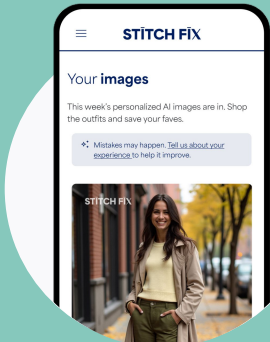 STITCH FIX
Your images
This week's personalized AI images are in. Shop
the outfits and save your faves.
Mistakes may happen. Tell us about your
experience to help it improve.
STITCH FIX